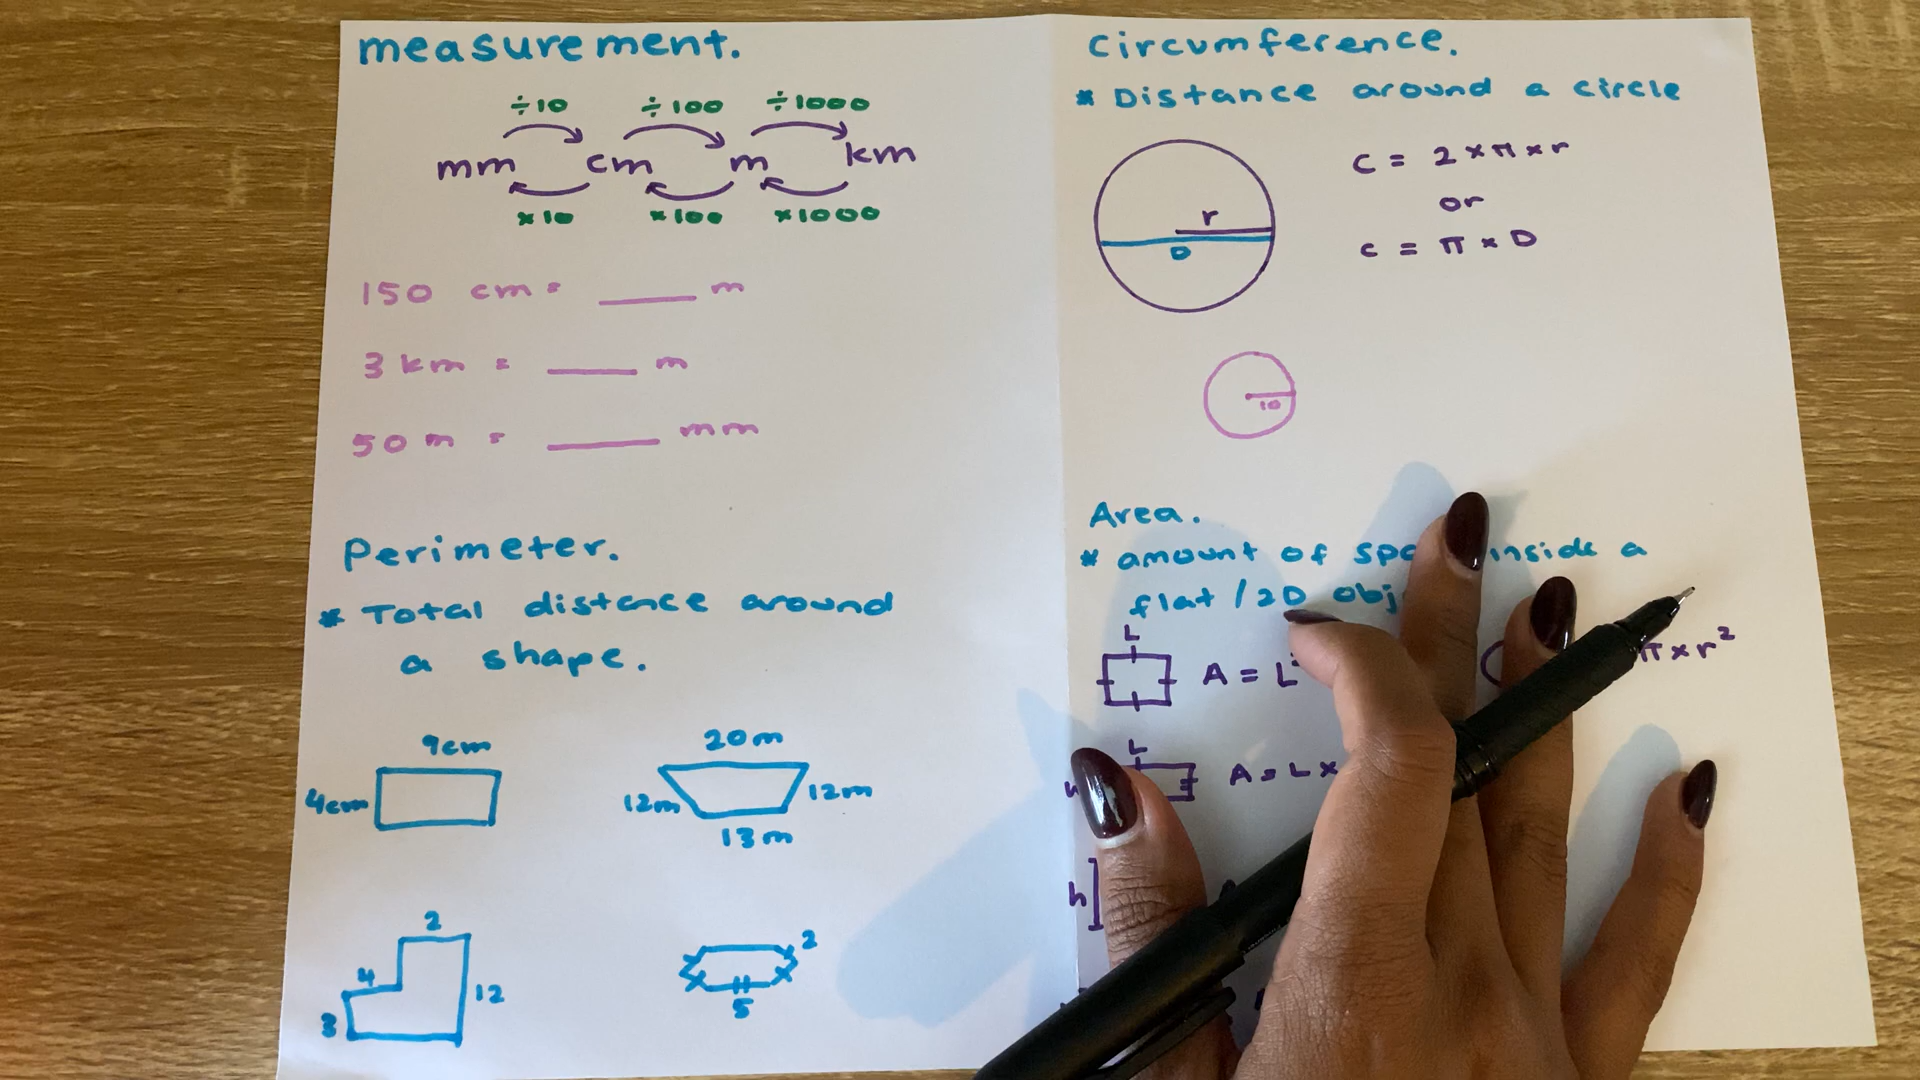 measurement.
÷10 ÷100 ÷1000
mm cm m km
×10 ×100 ×1000
150 cm = ____ m
3 km = ____ m
50 m = ____ mm
Perimeter.
* Total distance around
a shape.
9cm
4cm
20m
12m 12m
13m
2
4
12
3
2
5
Circumference.
* Distance around a circle
r
D
C = 2 × π × r
or
C = π × D
10
Area.
* amount of inside a
flat / 2D
L
A = L
π × r²
L
A = L ×
h